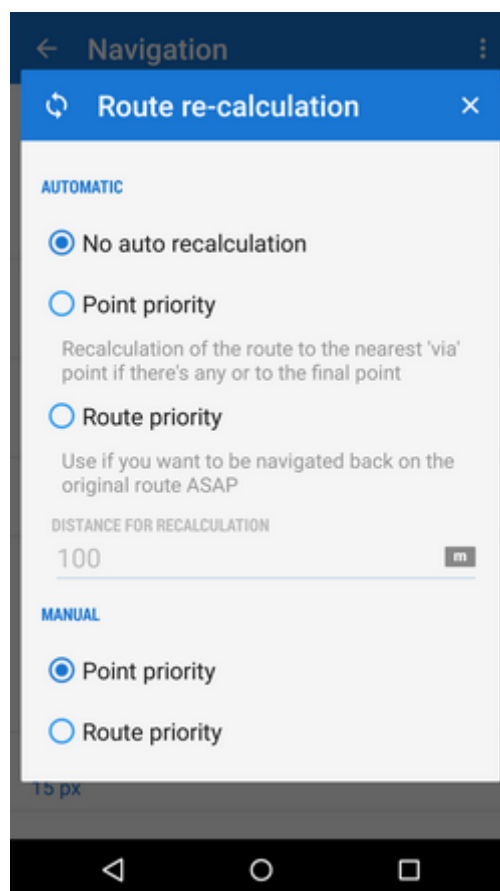 Navigation
Route re-calculation
AUTOMATIC
No auto recalculation
Point priority
Recalculation of the route to the nearest 'via'
point if there's any or to the final point
Route priority
Use if you want to be navigated back on the
original route ASAP
DISTANCE FOR RECALCULATION
100 m
MANUAL
Point priority
Route priority
15 px